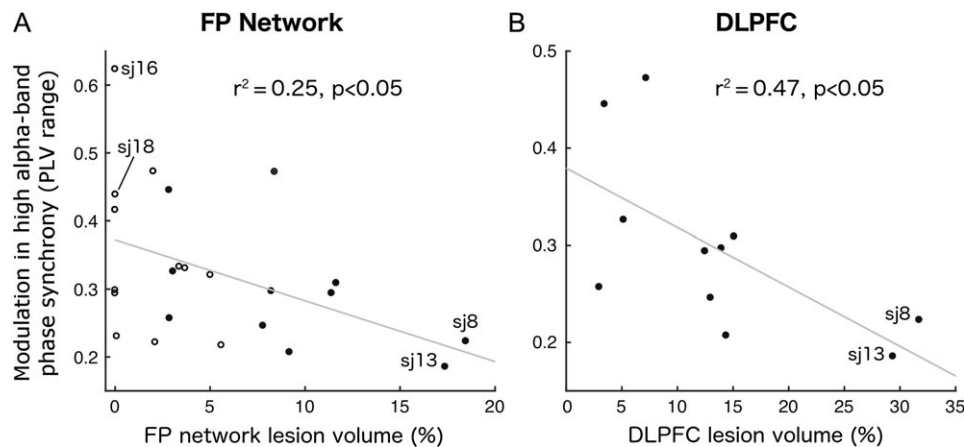 A
FP Network
Modulation in high alpha-band
phase synchrony (PLV range)
0.6
0.5
0.4
0.3
0.2
sj16
r² = 0.25, p<0.05
sj18
sj8
sj13
0
5
10
15
20
FP network lesion volume (%)
B
DLPFC
0.5
0.4
0.3
0.2
r² = 0.47, p<0.05
sj8
sj13
0
5
10
15
20
25
30
35
DLPFC lesion volume (%)